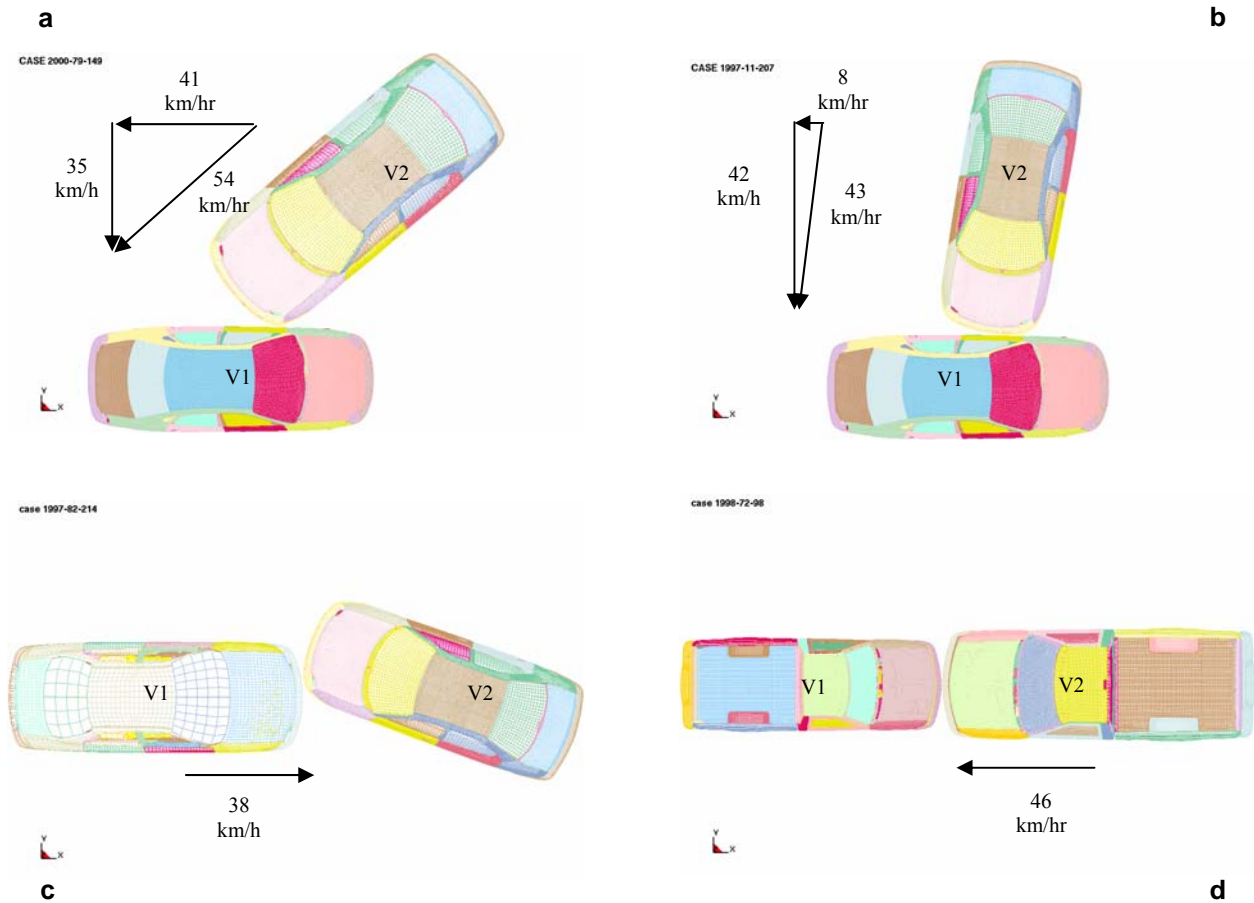 a
b
CASE 2000-79-149
41
km/hr
35
km/h
54
km/hr
V2
V1
Y
X
CASE 1997-11-207
8
km/hr
42
km/h
43
km/hr
V2
V1
Y
X
case 1997-82-214
V1
V2
38
km/h
Y
X
case 1998-72-98
V1
V2
46
km/hr
Y
X
c
d